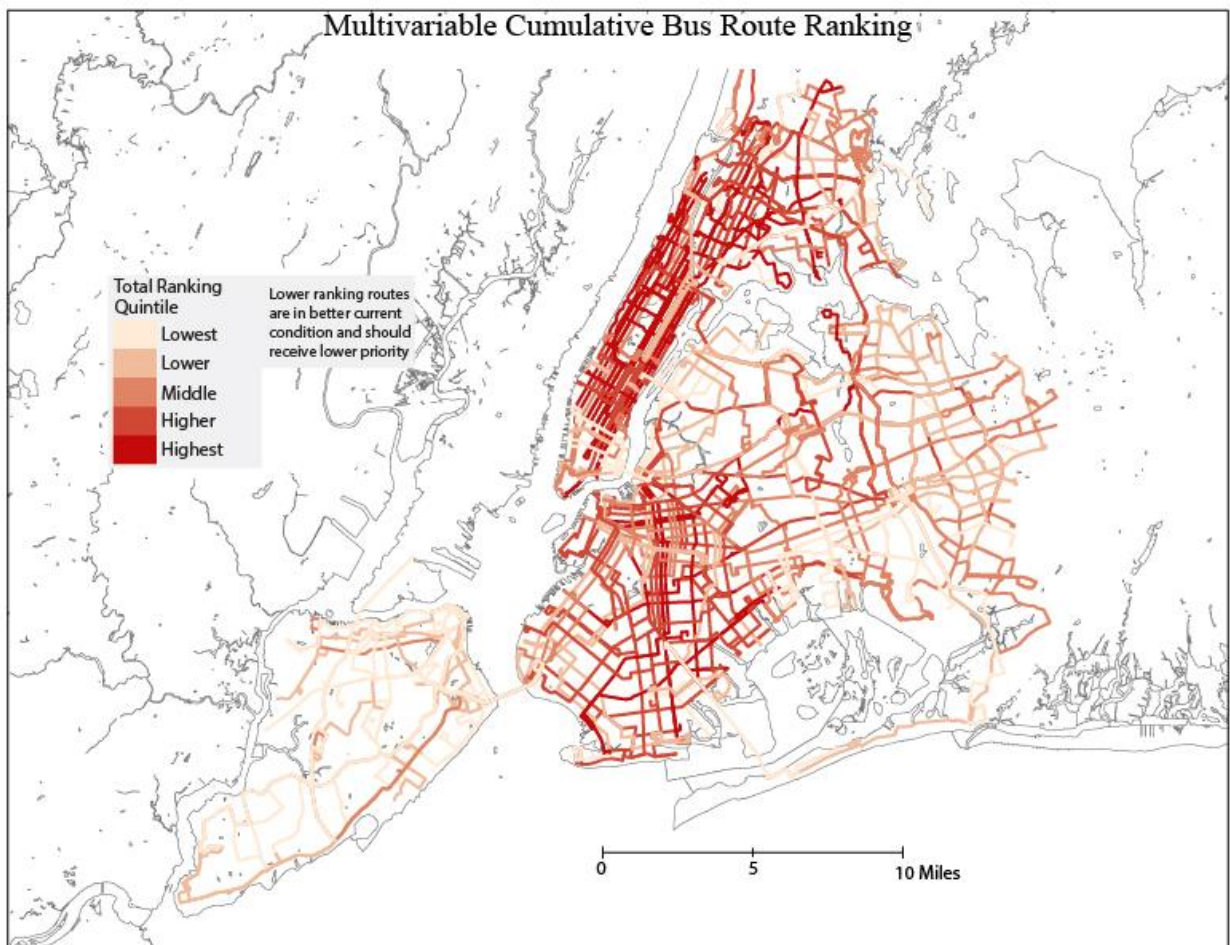 Multivariable Cumulative Bus Route Ranking
Total Ranking
Quintile
Lowest
Lower
Middle
Higher
Highest
Lower ranking routes
are in better current
condition and should
receive lower priority
0
5
10 Miles